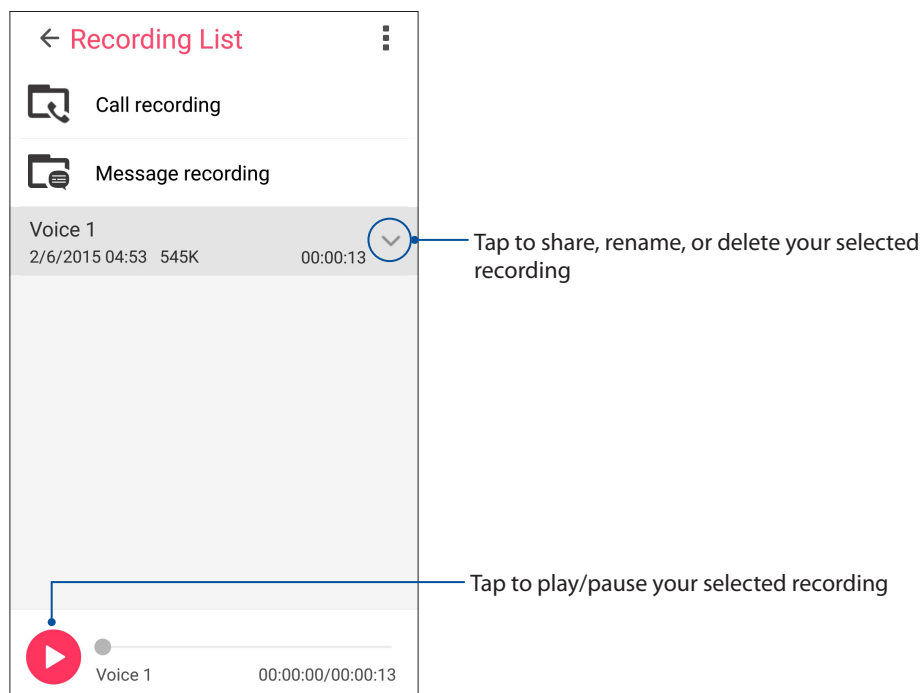 Recording List
Call recording
Message recording
Voice 1
2/6/2015 04:53 545K 00:00:13
Tap to share, rename, or delete your selected
recording
Tap to play/pause your selected recording
Voice 1 00:00:00/00:00:13